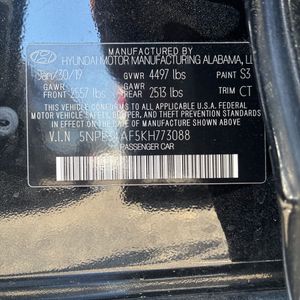 MANUFACTURED BY
HYUNDAI MOTOR MANUFACTURING ALABAMA, LL
Jan/30/19 GVWR 4497 lbs PAINT S3
GAWR GAWR
FRONT 2557 lbs REAR 2513 lbs TRIM CT
THIS VEHICLE CONFORMS TO ALL APPLICABLE U.S. FEDERAL
MOTOR VEHICLE SAFETY, BUMPER, AND THEFT PREVENTION
STANDARDS IN EFFECT ON THE DATE OF MANUFACTURE SHOWN ABOVE.
V.I.N
PASSENGER CAR